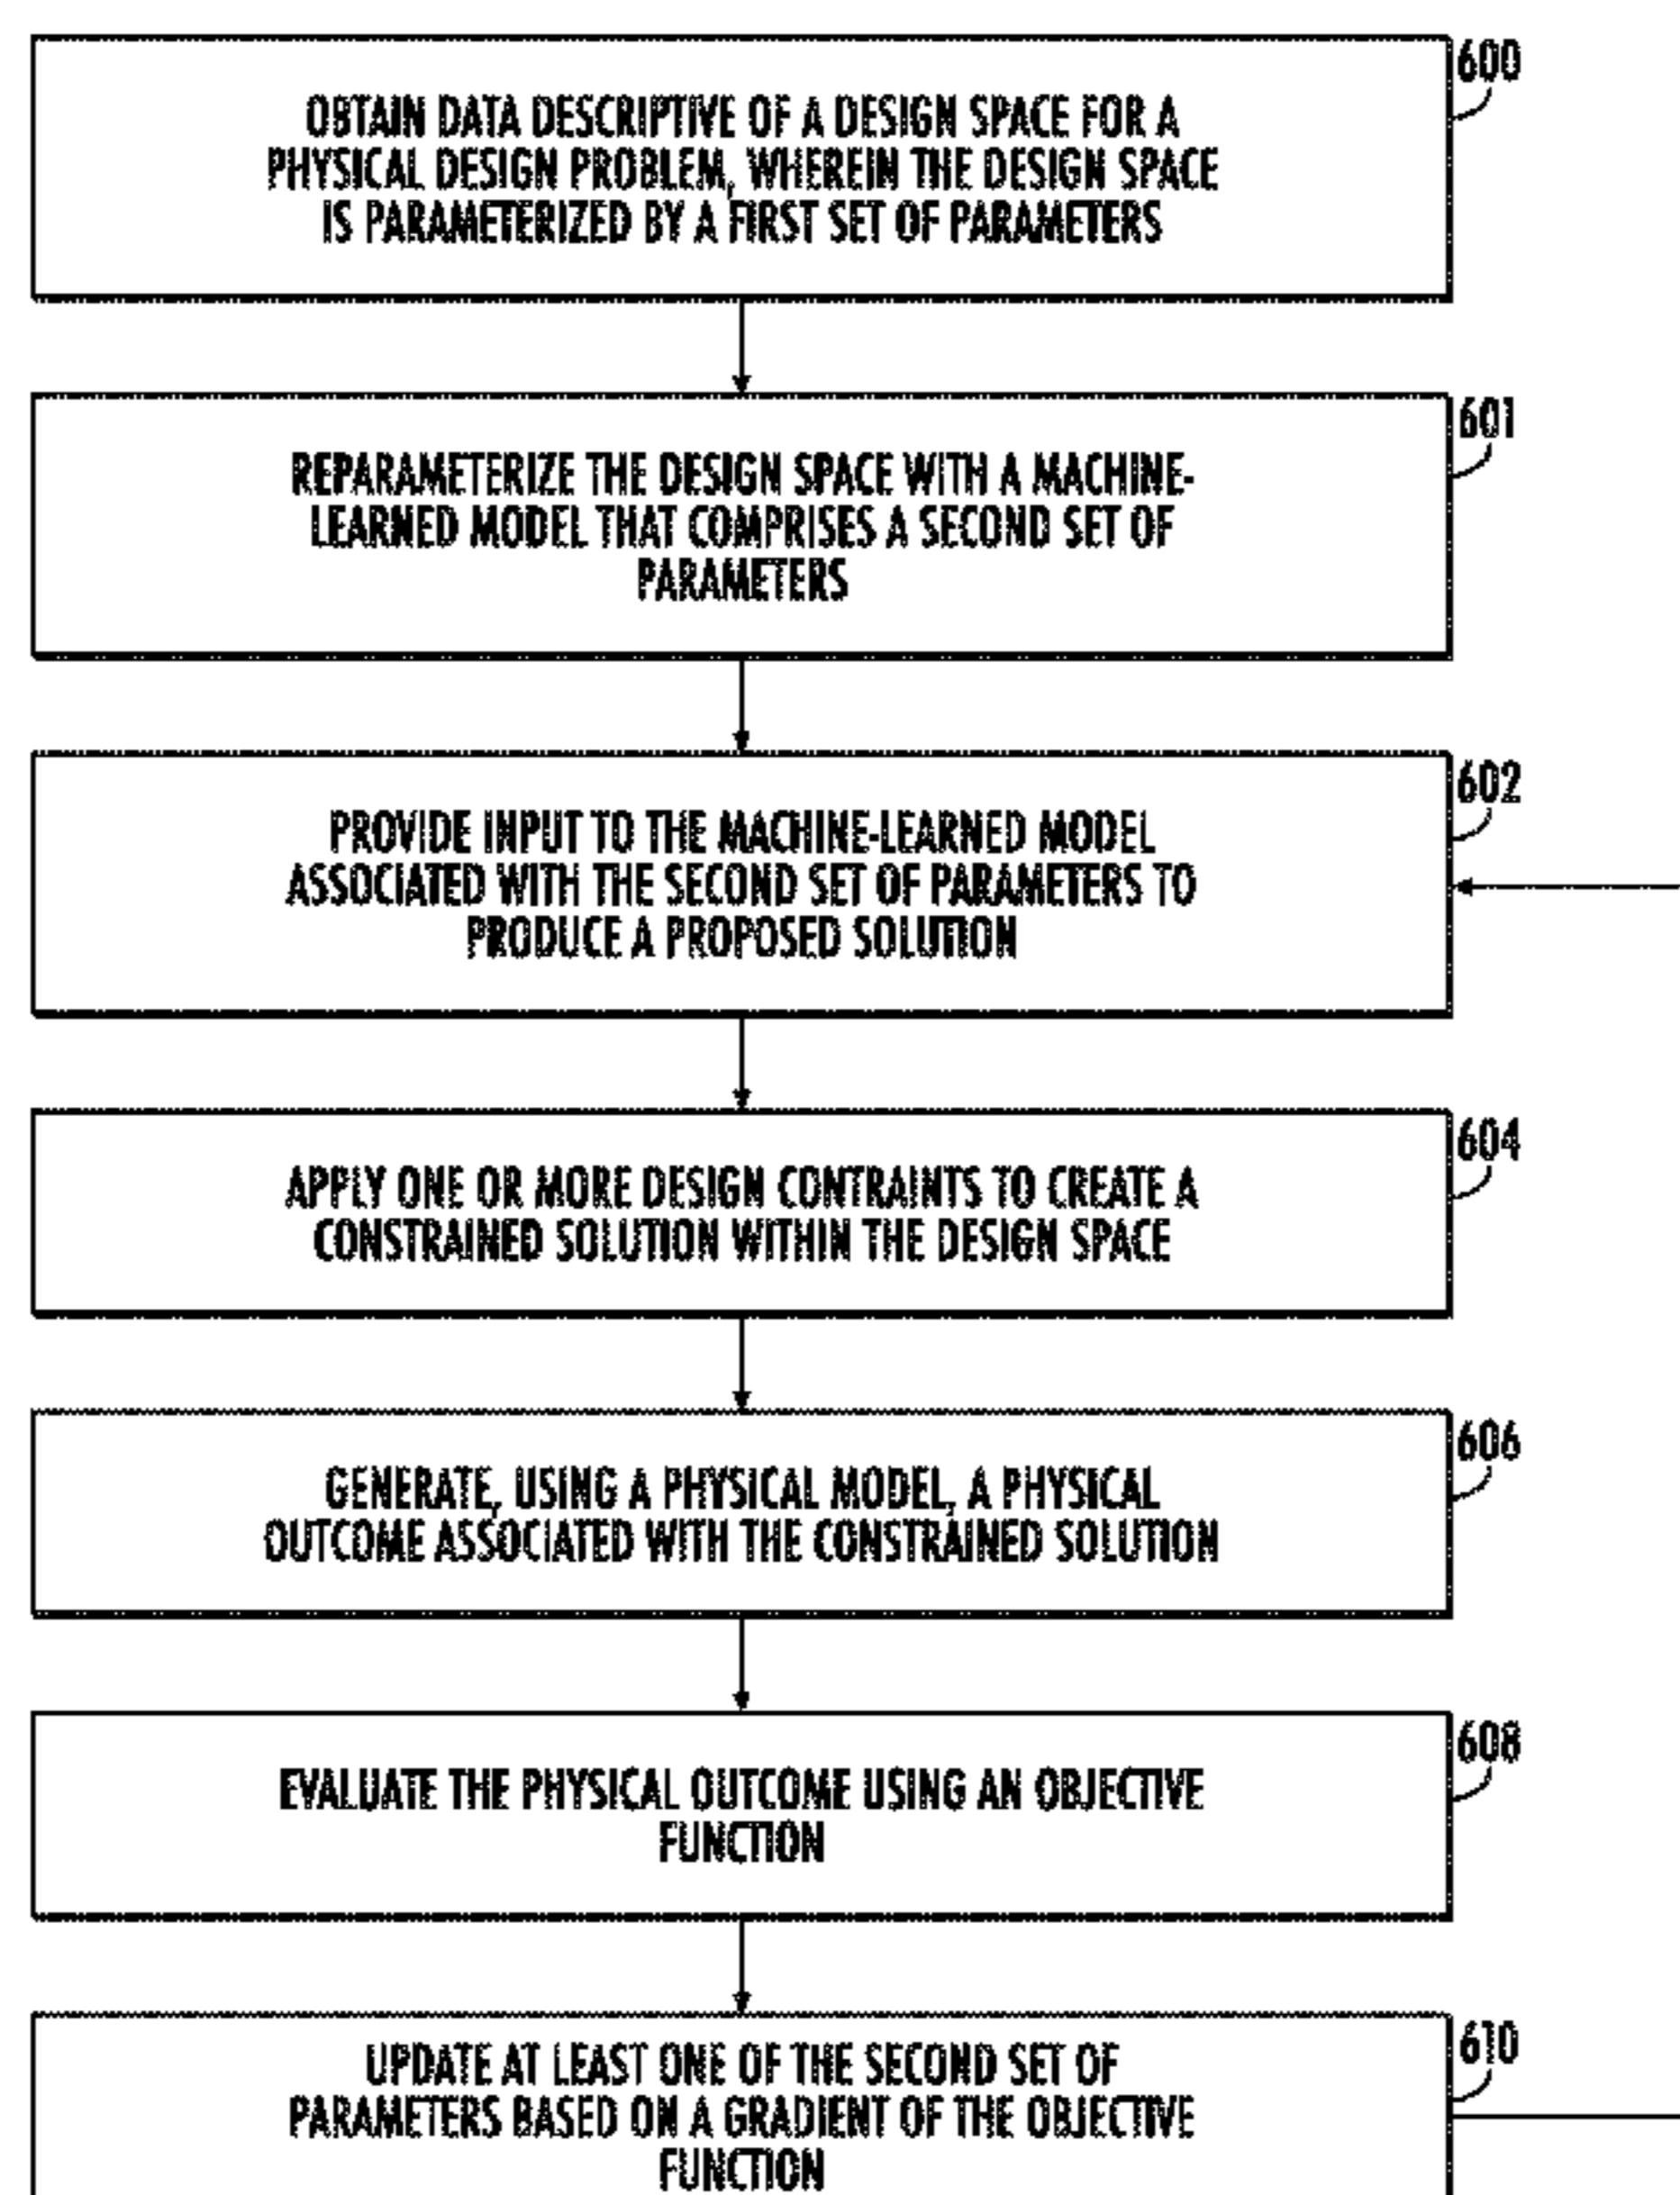 600
OBTAIN DATA DESCRIPTIVE OF A DESIGN SPACE FOR A
PHYSICAL DESIGN PROBLEM, WHEREIN THE DESIGN SPACE
IS PARAMETERIZED BY A FIRST SET OF PARAMETERS
601
REPARAMETERIZE THE DESIGN SPACE WITH A MACHINE-
LEARNED MODEL THAT COMPRISES A SECOND SET OF
PARAMETERS
602
PROVIDE INPUT TO THE MACHINE-LEARNED MODEL
ASSOCIATED WITH THE SECOND SET OF PARAMETERS TO
PRODUCE A PROPOSED SOLUTION
604
APPLY ONE OR MORE DESIGN CONTRAINTS TO CREATE A
CONSTRAINED SOLUTION WITHIN THE DESIGN SPACE
606
GENERATE, USING A PHYSICAL MODEL, A PHYSICAL
OUTCOME ASSOCIATED WITH THE CONSTRAINED SOLUTION
608
EVALUATE THE PHYSICAL OUTCOME USING AN OBJECTIVE
FUNCTION
610
UPDATE AT LEAST ONE OF THE SECOND SET OF
PARAMETERS BASED ON A GRADIENT OF THE OBJECTIVE
FUNCTION